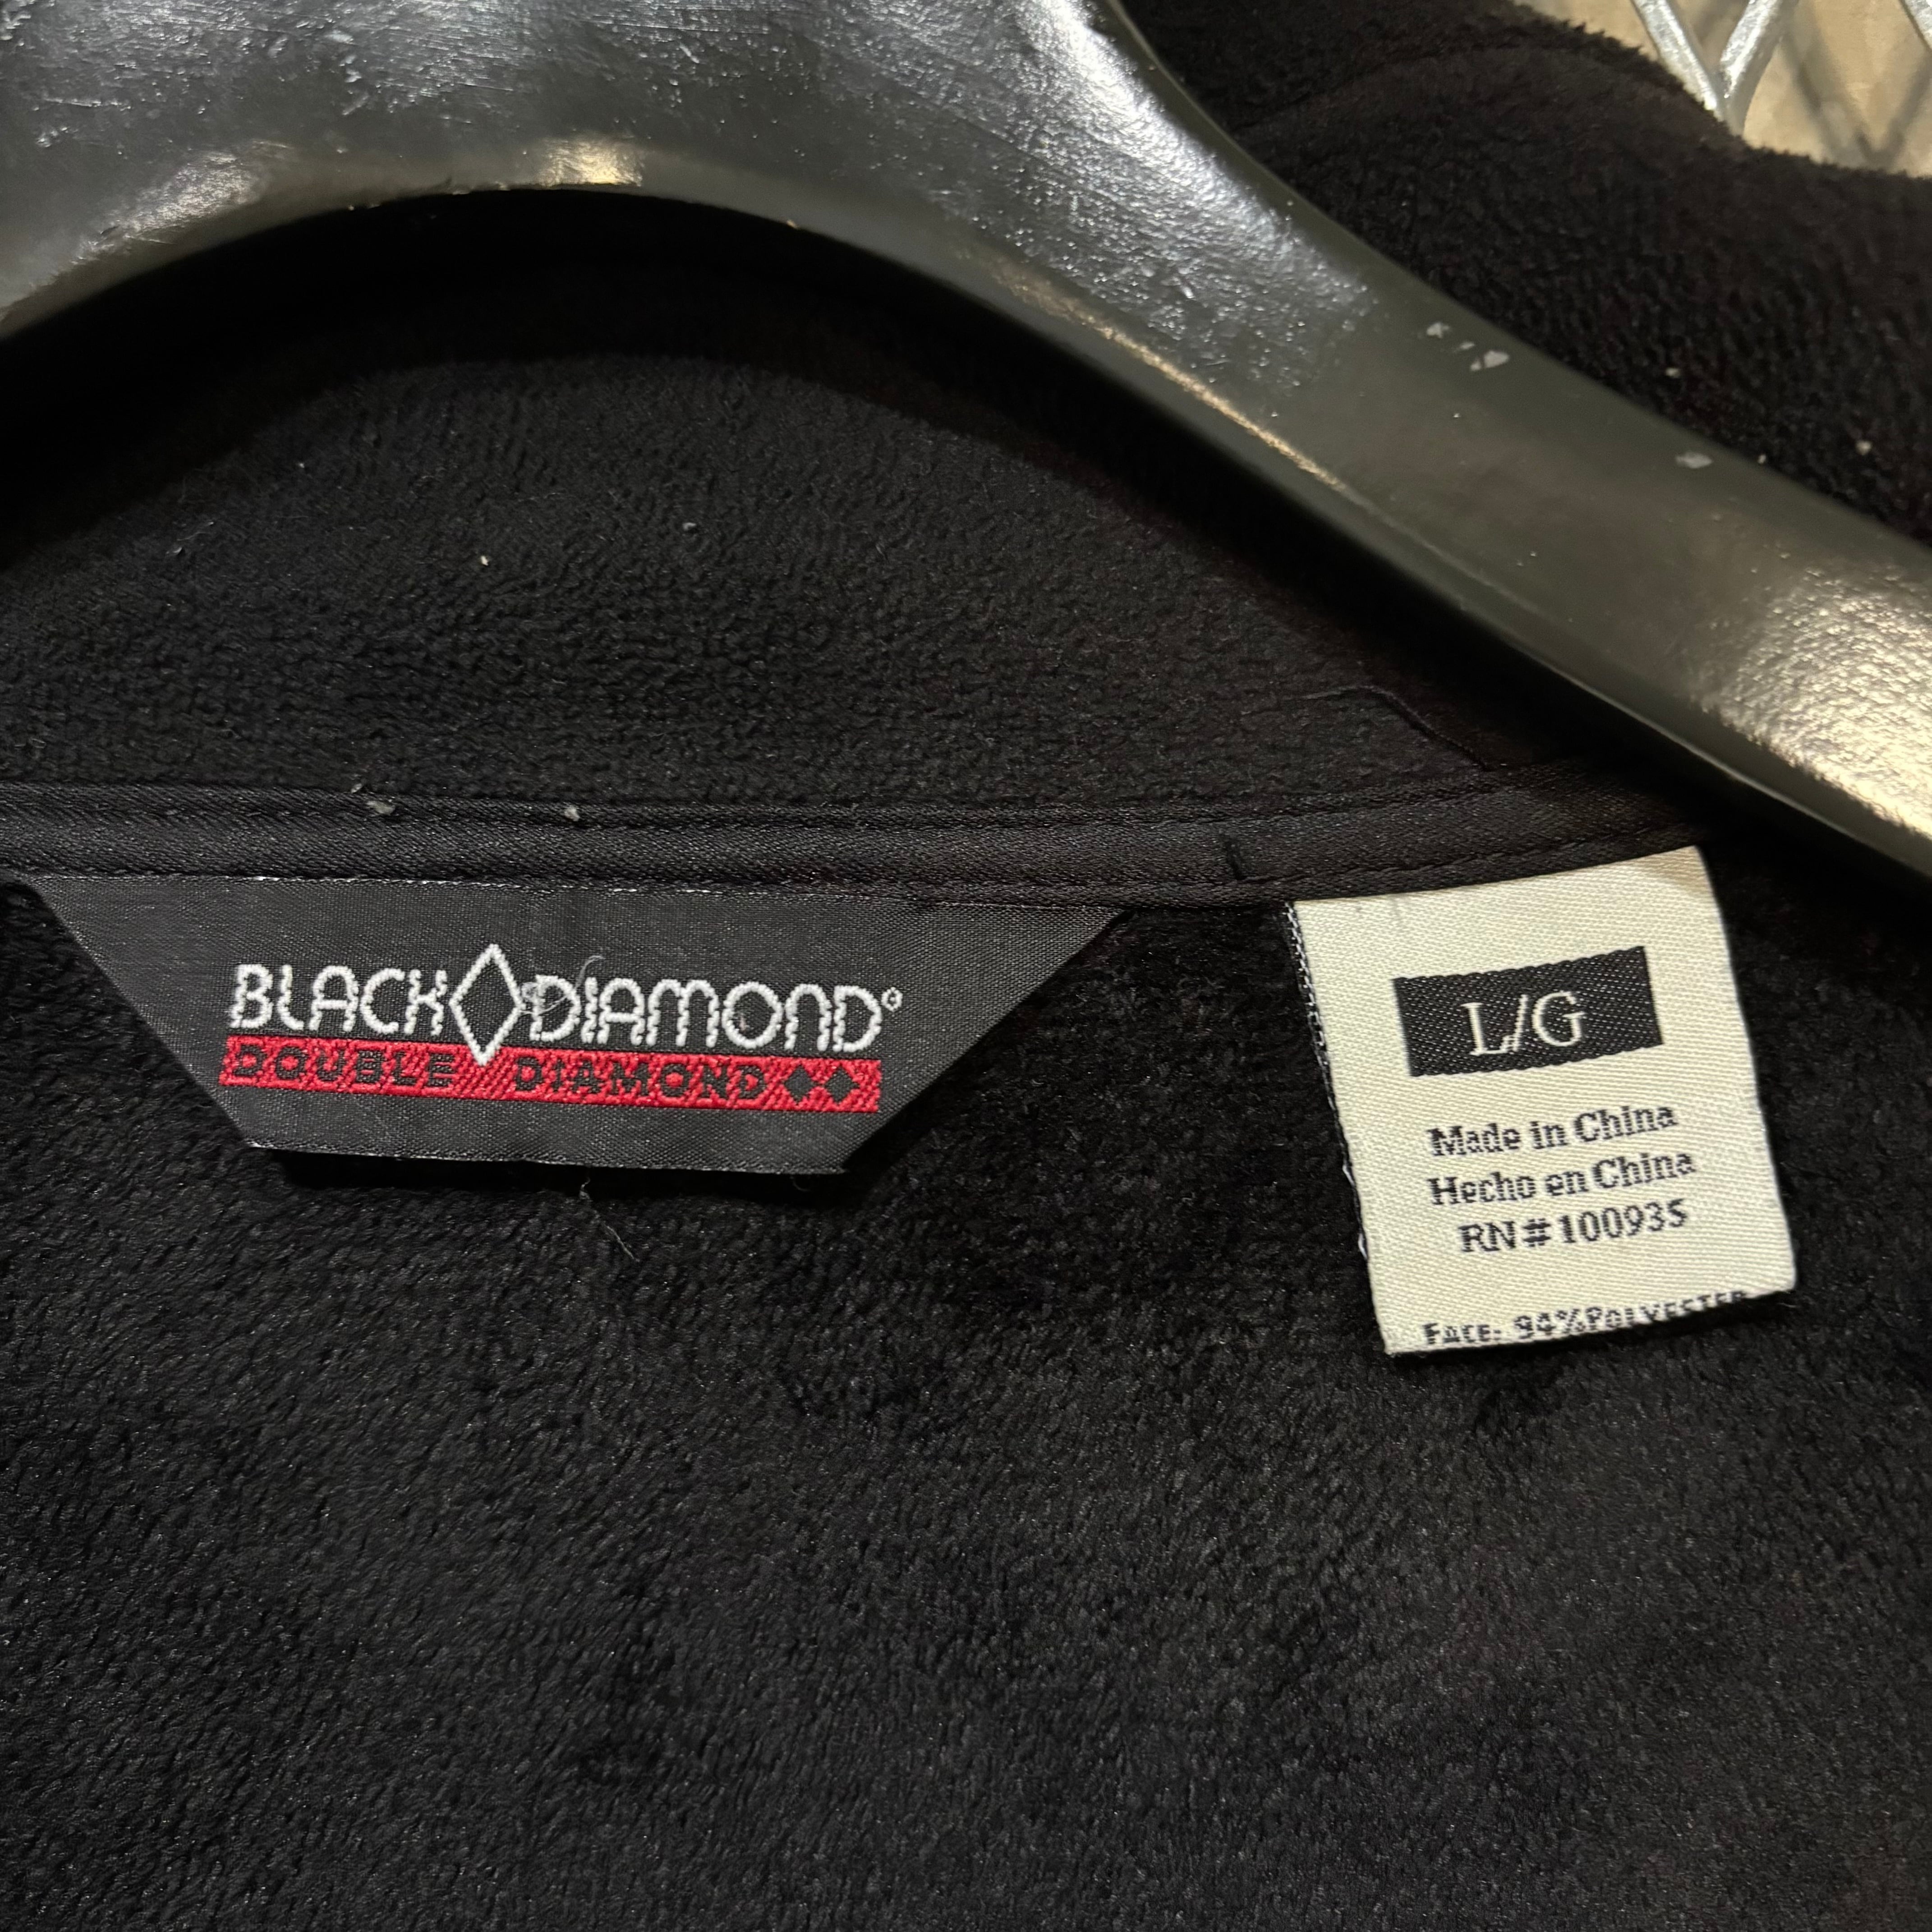 BLACK DIAMOND
DOUBLE DIAMOND
L/G
Made in China
Hecho en China
RN#100935
FACE: 94%POLYESTER